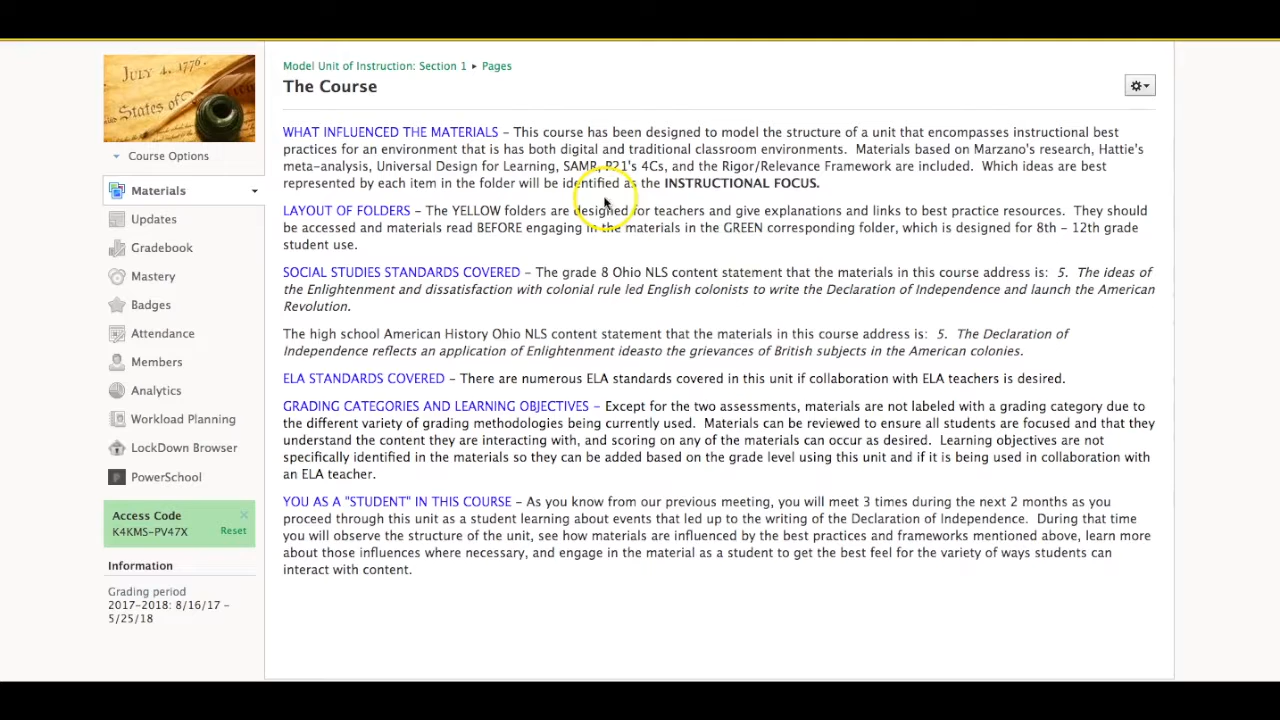 JULY 4, 1776.
States of
Course Options
Materials
Updates
Gradebook
Mastery
Badges
Attendance
Members
Analytics
Workload Planning
LockDown Browser
PowerSchool
Access Code
K4KMS-PV47X Reset
Information
Grading period
2017-2018: 8/16/17 -
5/25/18
Model Unit of Instruction: Section 1 ▸ Pages
The Course
WHAT INFLUENCED THE MATERIALS – This course has been designed to model the structure of a unit that encompasses instructional best
practices for an environment that is has both digital and traditional classroom environments. Materials based on Marzano's research, Hattie's
meta-analysis, Universal Design for Learning, SAMR, P21's 4Cs, and the Rigor/Relevance Framework are included. Which ideas are best
represented by each item in the folder will be identified as the INSTRUCTIONAL FOCUS.
LAYOUT OF FOLDERS – The YELLOW folders are designed for teachers and give explanations and links to best practice resources. They should
be accessed and materials read BEFORE engaging in the materials in the GREEN corresponding folder, which is designed for 8th – 12th grade
student use.
SOCIAL STUDIES STANDARDS COVERED – The grade 8 Ohio NLS content statement that the materials in this course address is: 5. The ideas of
the Enlightenment and dissatisfaction with colonial rule led English colonists to write the Declaration of Independence and launch the American
Revolution.
The high school American History Ohio NLS content statement that the materials in this course address is: 5. The Declaration of
Independence reflects an application of Enlightenment ideasto the grievances of British subjects in the American colonies.
ELA STANDARDS COVERED – There are numerous ELA standards covered in this unit if collaboration with ELA teachers is desired.
GRADING CATEGORIES AND LEARNING OBJECTIVES – Except for the two assessments, materials are not labeled with a grading category due to
the different variety of grading methodologies being currently used. Materials can be reviewed to ensure all students are focused and that they
understand the content they are interacting with, and scoring on any of the materials can occur as desired. Learning objectives are not
specifically identified in the materials so they can be added based on the grade level using this unit and if it is being used in collaboration with
an ELA teacher.
YOU AS A "STUDENT" IN THIS COURSE – As you know from our previous meeting, you will meet 3 times during the next 2 months as you
proceed through this unit as a student learning about events that led up to the writing of the Declaration of Independence. During that time
you will observe the structure of the unit, see how materials are influenced by the best practices and frameworks mentioned above, learn more
about those influences where necessary, and engage in the material as a student to get the best feel for the variety of ways students can
interact with content.